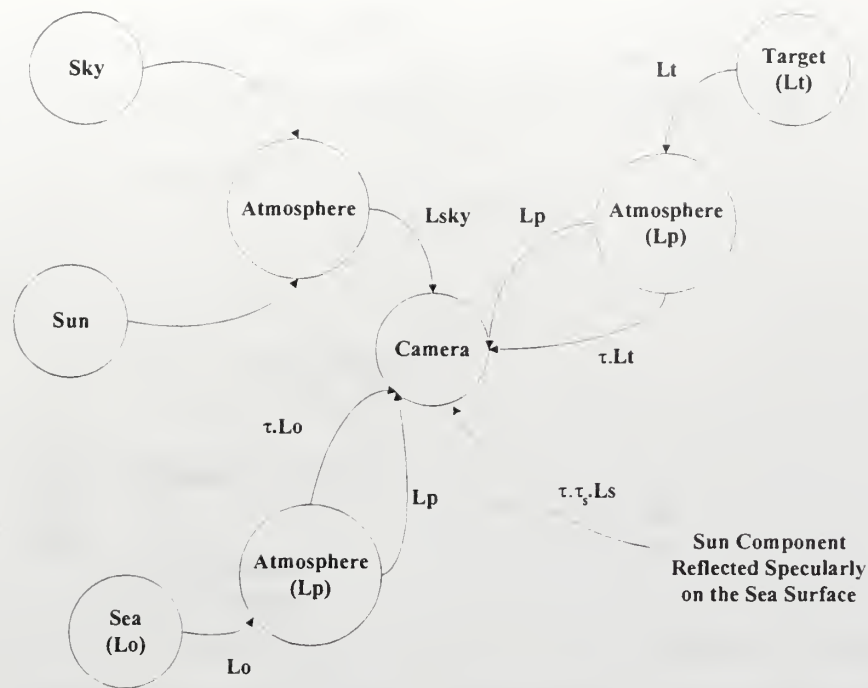 Sky
Lt
Target
(Lt)
Atmosphere
Lsky
Lp
Atmosphere
(Lp)
Sun
Camera
τ.Lt
τ.Lo
Lp
τ.τs.Ls
Atmosphere
(Lp)
Sun Component
Reflected Specularly
on the Sea Surface
Sea
(Lo)
Lo